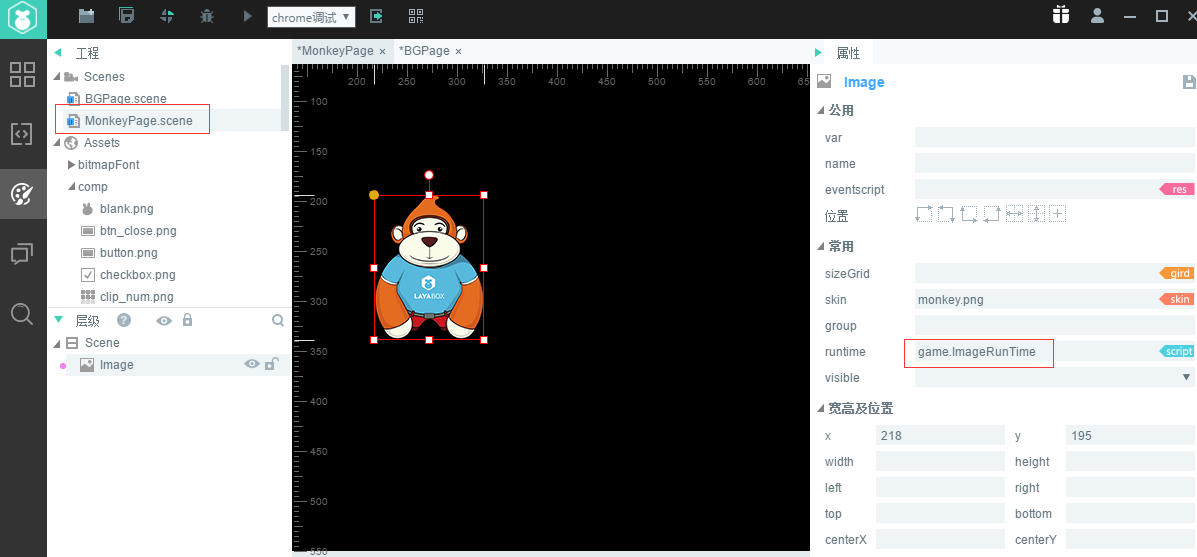 chrome调试
工程
Scenes
BGPage.scene
MonkeyPage.scene
Assets
bitmapFont
comp
blank.png
btn_close.png
button.png
checkbox.png
clip_num.png
层级
Scene
Image
*MonkeyPage ×
*BGPage ×
200 250 300 350 400 450 500 550 600 65
100
150
200
250
300
350
400
450
500
550
LAYABOX
属性
Image
公用
var
name
eventscript res
位置
常用
sizeGrid gird
skin monkey.png skin
group
runtime game.ImageRunTime script
visible
宽高及位置
x 218 y 195
width height
left right
top bottom
centerX centerY